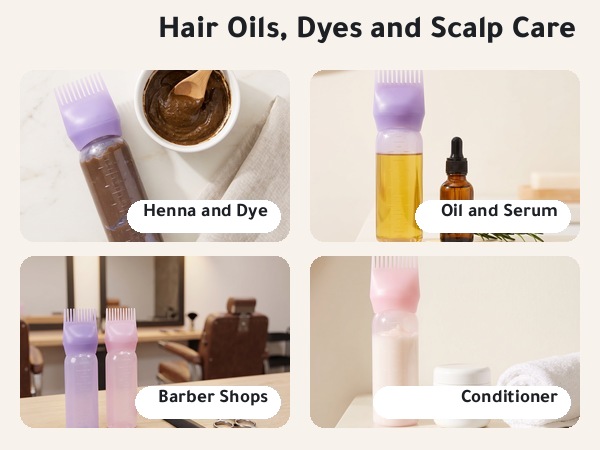 Hair Oils, Dyes and Scalp Care
Henna and Dye
Oil and Serum
Barber Shops
Conditioner